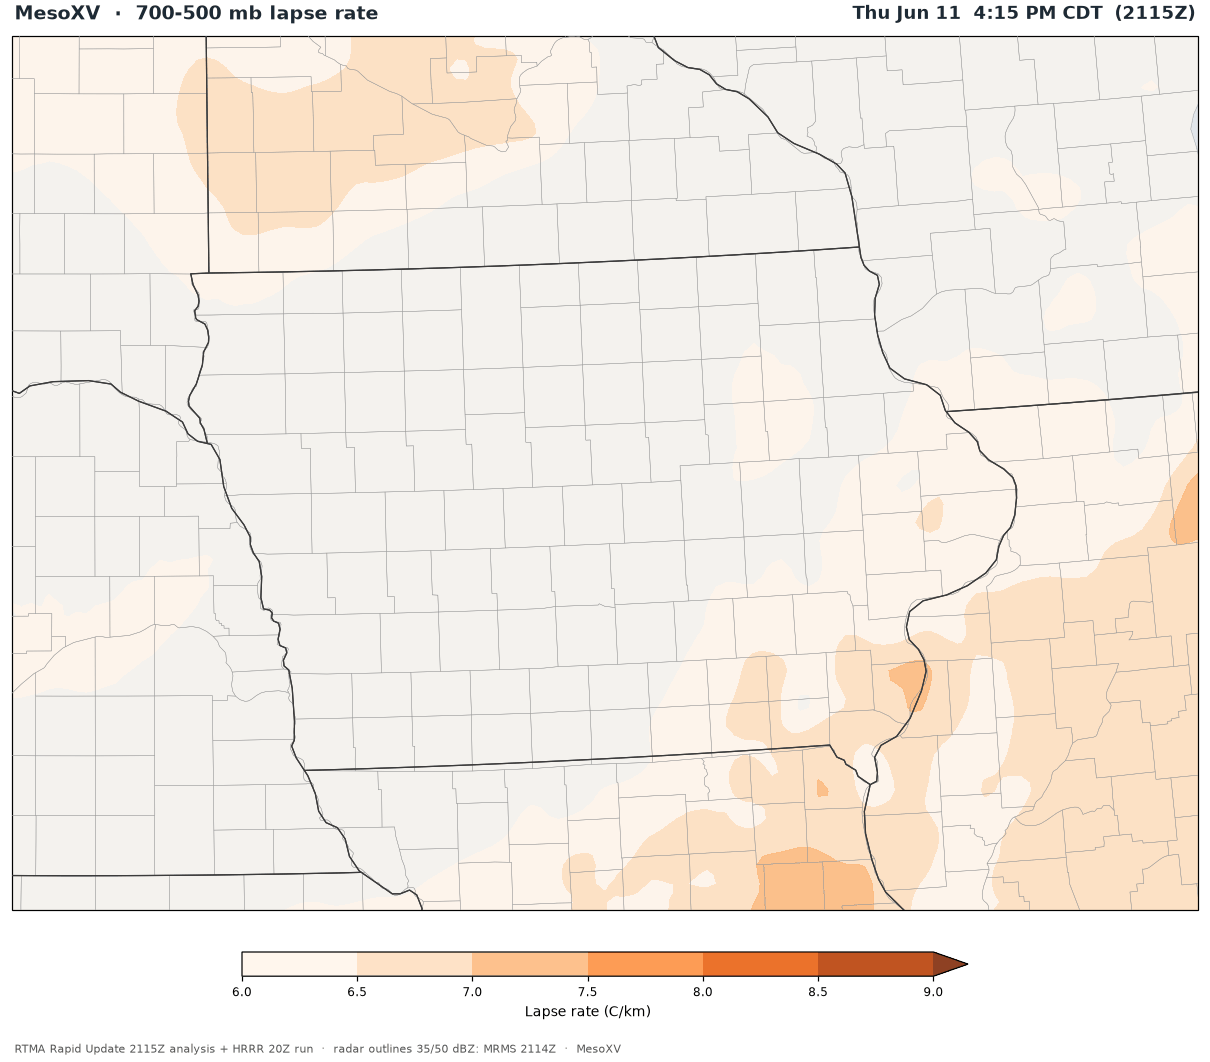 MesoXV · 700-500 mb lapse rate
Thu Jun 11 4:15 PM CDT (2115Z)
6.0 6.5 7.0 7.5 8.0 8.5 9.0
Lapse rate (C/km)
RTMA Rapid Update 2115Z analysis + HRRR 20Z run · radar outlines 35/50 dBZ: MRMS 2114Z · MesoXV